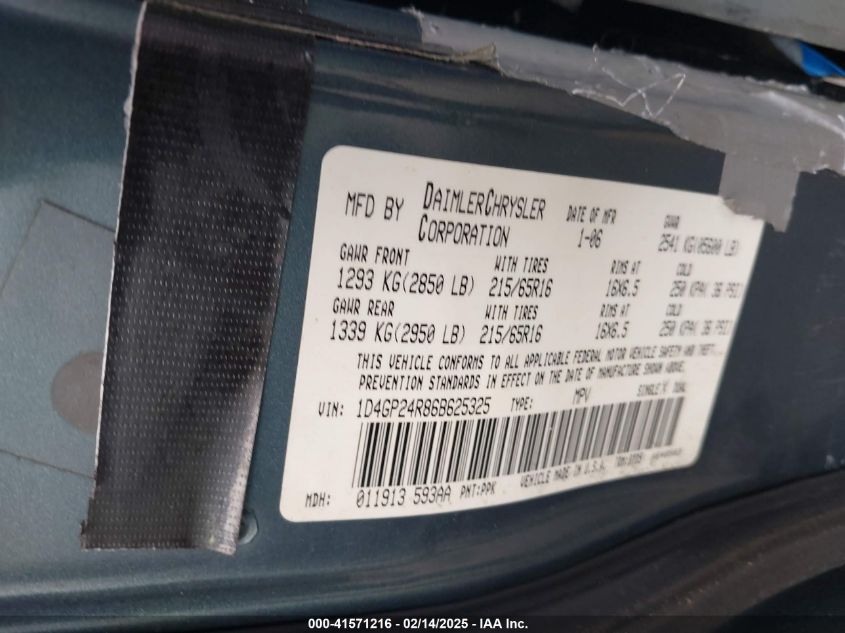 MFD BY DAIMLERCHRYSLER CORPORATION DATE OF MFR 1-06 GVWR 2541 KG(05600 LB)
GAWR FRONT WITH TIRES RIMS AT COLD
1293 KG(2850 LB) 215/65R16 16X6.5 250 KPA( 36 PSI)
GAWR REAR WITH TIRES RIMS AT COLD
1339 KG(2950 LB) 215/65R16 16X6.5 250 KPA( 36 PSI)
THIS VEHICLE CONFORMS TO ALL APPLICABLE FEDERAL MOTOR VEHICLE SAFETY AND THEFT
PREVENTION STANDARDS IN EFFECT ON THE DATE OF MANUFACTURE SHOWN ABOVE.
VIN: 1D4GP24R86B625325 TYPE: MPV SINGLE X DUAL
MDH: 011913 593AA PNT:PPK VEHICLE MADE IN U.S.A.
000-41571216 - 02/14/2025 - IAA Inc.